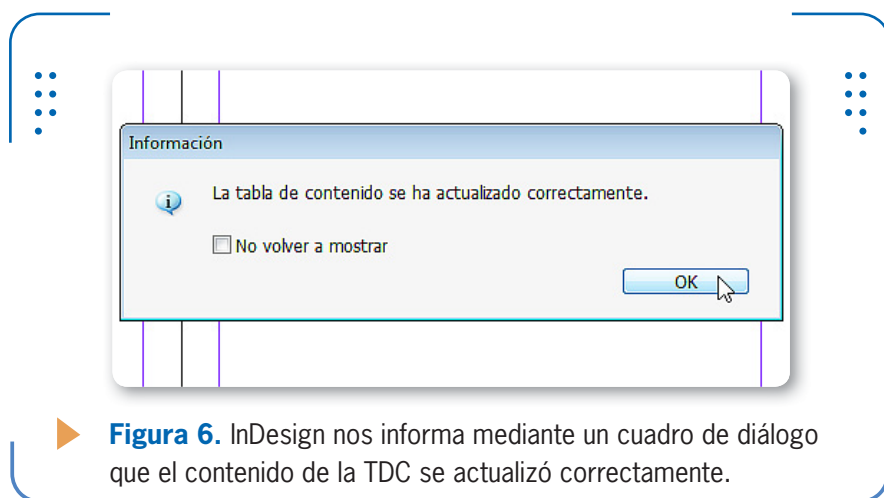 Información
La tabla de contenido se ha actualizado correctamente.
No volver a mostrar
OK
Figura 6. InDesign nos informa mediante un cuadro de diálogo
que el contenido de la TDC se actualizó correctamente.